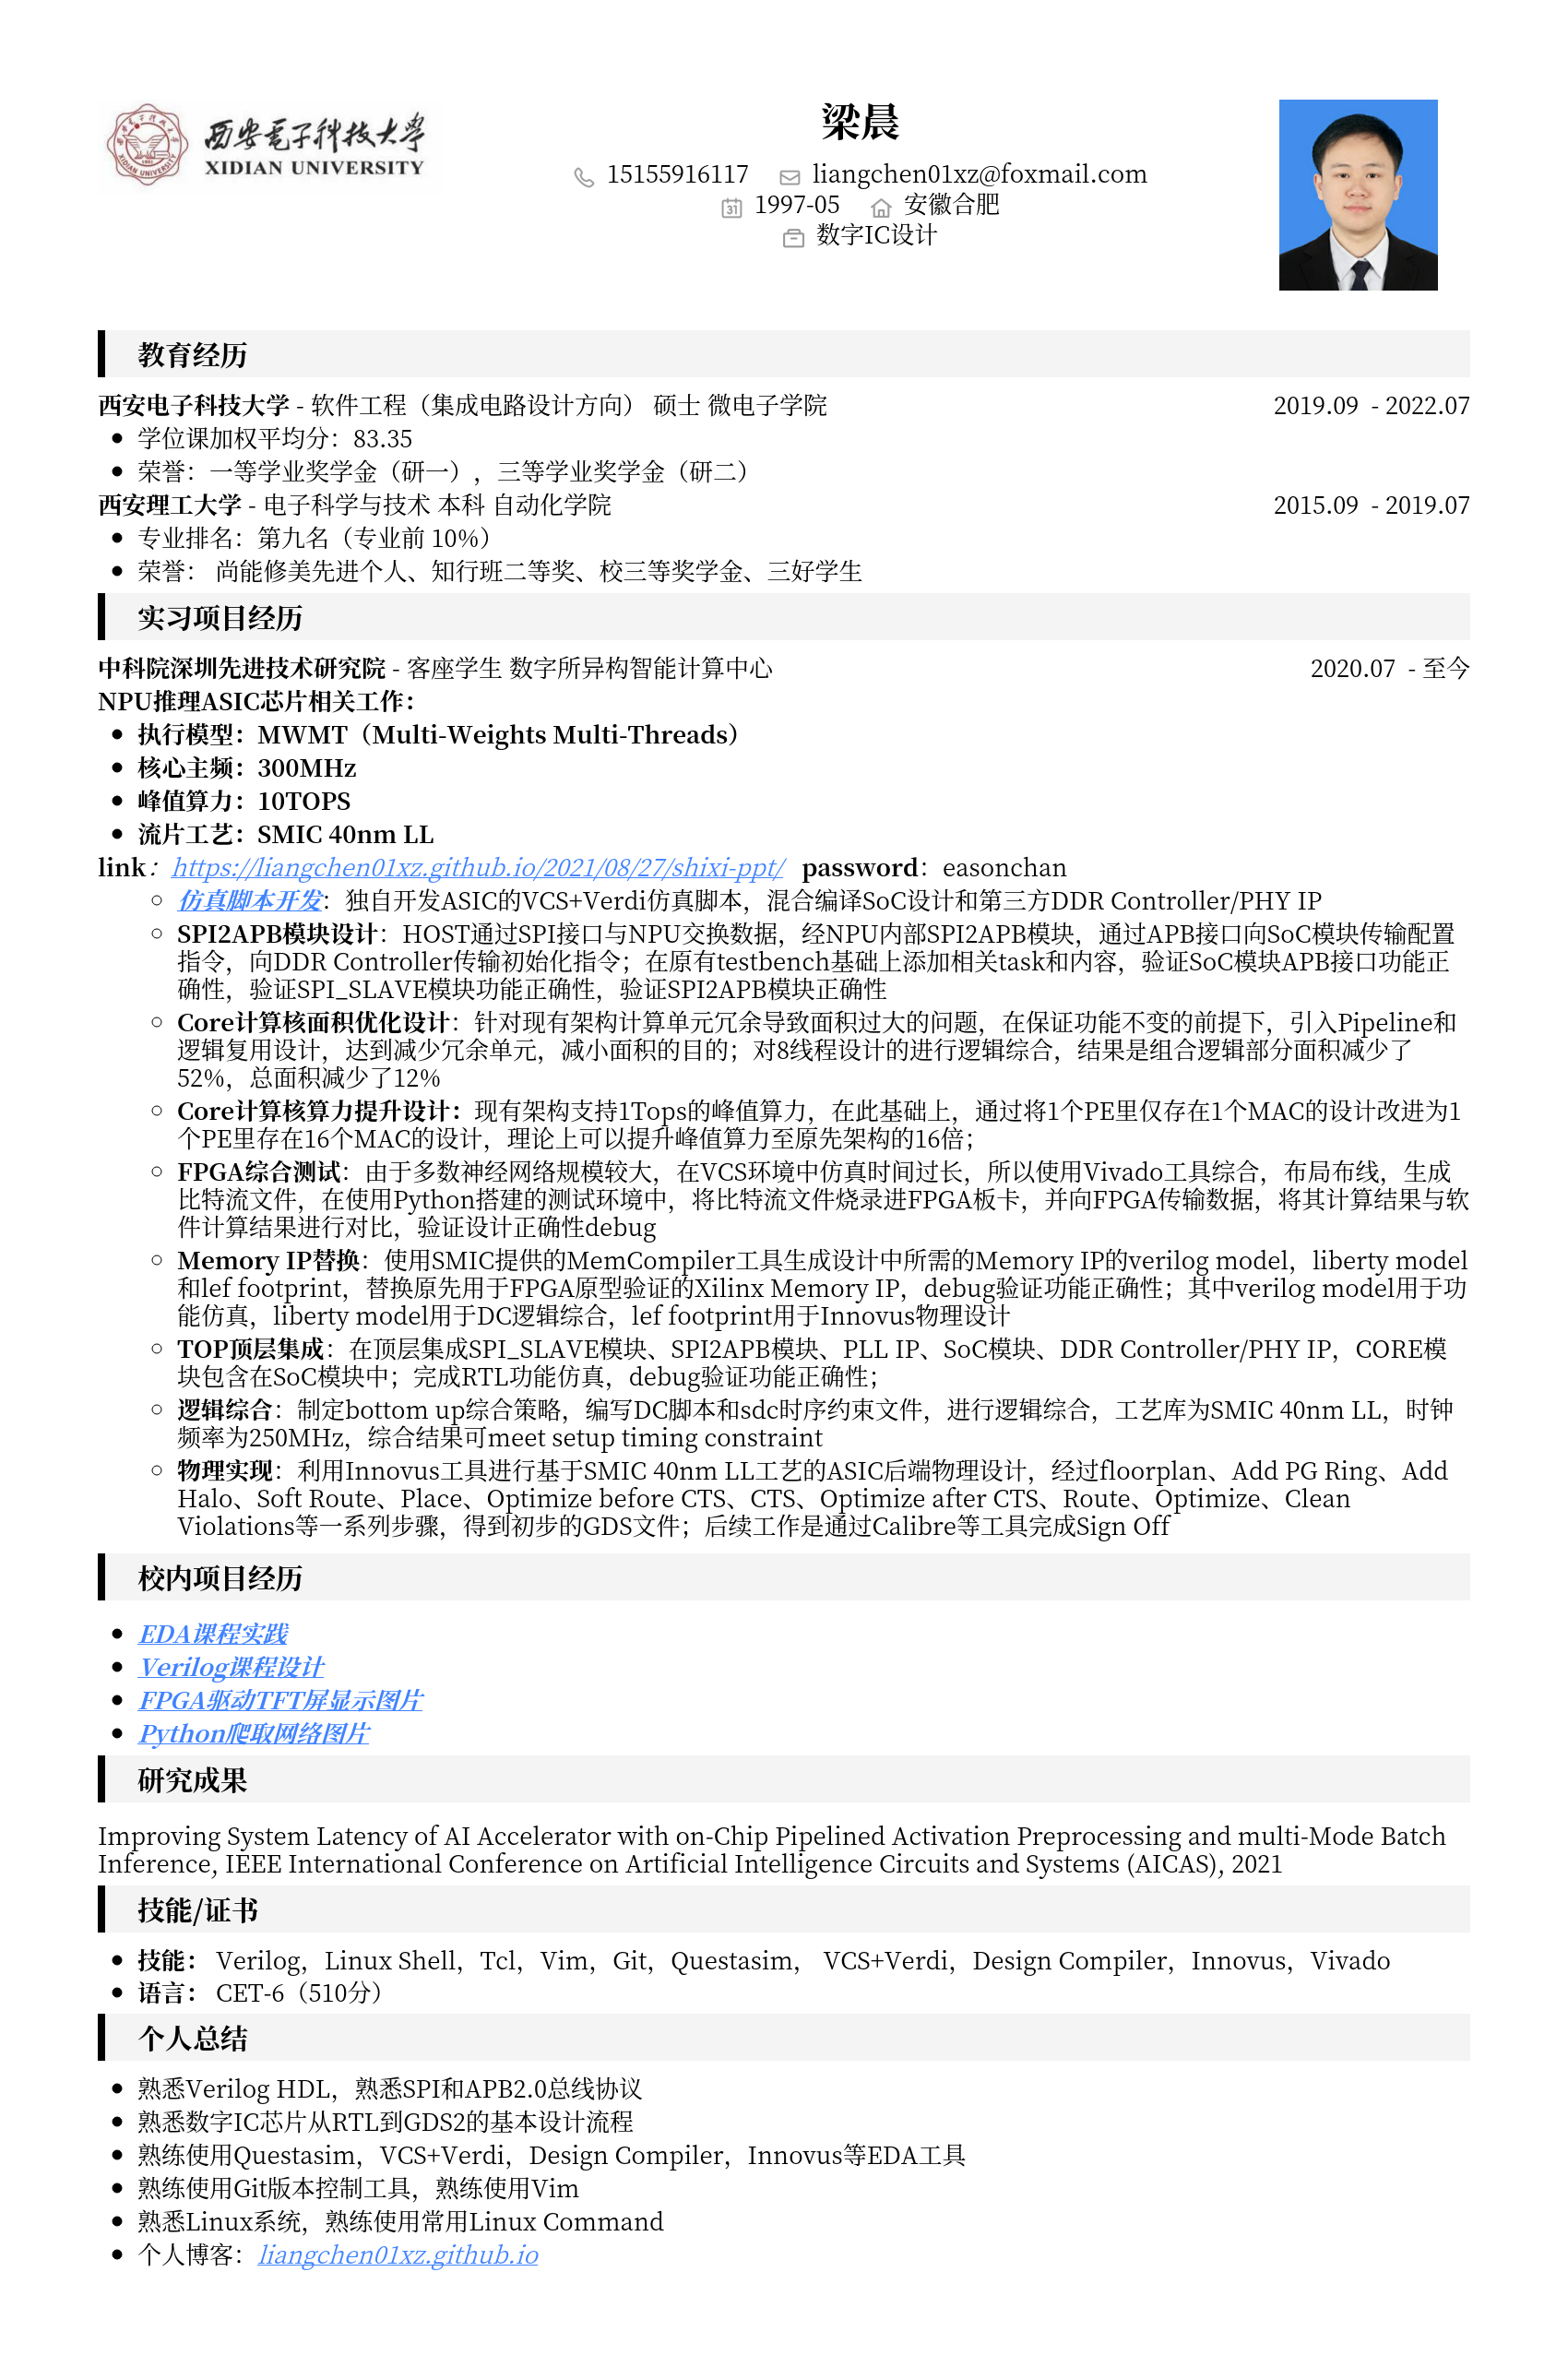 西安電子科技大学
XIDIAN UNIVERSITY
梁晨
15155916117 liangchen01xz@foxmail.com
1997-05 安徽合肥
数字IC设计
教育经历
西安电子科技大学 - 软件工程（集成电路设计方向） 硕士 微电子学院 2019.09 - 2022.07
• 学位课加权平均分：83.35
• 荣誉：一等学业奖学金（研一），三等学业奖学金（研二）
西安理工大学 - 电子科学与技术 本科 自动化学院 2015.09 - 2019.07
• 专业排名：第九名（专业前 10%）
• 荣誉： 尚能修美先进个人、知行班二等奖、校三等奖学金、三好学生
实习项目经历
中科院深圳先进技术研究院 - 客座学生 数字所异构智能计算中心 2020.07 - 至今
NPU推理ASIC芯片相关工作：
• 执行模型：MWMT（Multi-Weights Multi-Threads）
• 核心主频：300MHz
• 峰值算力：10TOPS
• 流片工艺：SMIC 40nm LL
link：https://liangchen01xz.github.io/2021/08/27/shixi-ppt/ password：easonchan
○ 仿真脚本开发：独自开发ASIC的VCS+Verdi仿真脚本，混合编译SoC设计和第三方DDR Controller/PHY IP
○ SPI2APB模块设计：HOST通过SPI接口与NPU交换数据，经NPU内部SPI2APB模块，通过APB接口向SoC模块传输配置
指令，向DDR Controller传输初始化指令；在原有testbench基础上添加相关task和内容，验证SoC模块APB接口功能正
确性，验证SPI_SLAVE模块功能正确性，验证SPI2APB模块正确性
○ Core计算核面积优化设计：针对现有架构计算单元冗余导致面积过大的问题，在保证功能不变的前提下，引入Pipeline和
逻辑复用设计，达到减少冗余单元，减小面积的目的；对8线程设计的进行逻辑综合，结果是组合逻辑部分面积减少了
52%，总面积减少了12%
○ Core计算核算力提升设计：现有架构支持1Tops的峰值算力，在此基础上，通过将1个PE里仅存在1个MAC的设计改进为1
个PE里存在16个MAC的设计，理论上可以提升峰值算力至原先架构的16倍；
○ FPGA综合测试：由于多数神经网络规模较大，在VCS环境中仿真时间过长，所以使用Vivado工具综合，布局布线，生成
比特流文件，在使用Python搭建的测试环境中，将比特流文件烧录进FPGA板卡，并向FPGA传输数据，将其计算结果与软
件计算结果进行对比，验证设计正确性debug
○ Memory IP替换：使用SMIC提供的MemCompiler工具生成设计中所需的Memory IP的verilog model，liberty model
和lef footprint，替换原先用于FPGA原型验证的Xilinx Memory IP，debug验证功能正确性；其中verilog model用于功
能仿真，liberty model用于DC逻辑综合，lef footprint用于Innovus物理设计
○ TOP顶层集成：在顶层集成SPI_SLAVE模块、SPI2APB模块、PLL IP、SoC模块、DDR Controller/PHY IP，CORE模
块包含在SoC模块中；完成RTL功能仿真，debug验证功能正确性；
○ 逻辑综合：制定bottom up综合策略，编写DC脚本和sdc时序约束文件，进行逻辑综合，工艺库为SMIC 40nm LL，时钟
频率为250MHz，综合结果可meet setup timing constraint
○ 物理实现：利用Innovus工具进行基于SMIC 40nm LL工艺的ASIC后端物理设计，经过floorplan、Add PG Ring、Add
Halo、Soft Route、Place、Optimize before CTS、CTS、Optimize after CTS、Route、Optimize、Clean
Violations等一系列步骤，得到初步的GDS文件；后续工作是通过Calibre等工具完成Sign Off
校内项目经历
• EDA课程实践
• Verilog课程设计
• FPGA驱动TFT屏显示图片
• Python爬取网络图片
研究成果
Improving System Latency of AI Accelerator with on-Chip Pipelined Activation Preprocessing and multi-Mode Batch
Inference, IEEE International Conference on Artificial Intelligence Circuits and Systems (AICAS), 2021
技能/证书
• 技能： Verilog，Linux Shell，Tcl，Vim，Git，Questasim， VCS+Verdi，Design Compiler，Innovus，Vivado
• 语言： CET-6（510分）
个人总结
• 熟悉Verilog HDL，熟悉SPI和APB2.0总线协议
• 熟悉数字IC芯片从RTL到GDS2的基本设计流程
• 熟练使用Questasim，VCS+Verdi，Design Compiler，Innovus等EDA工具
• 熟练使用Git版本控制工具，熟练使用Vim
• 熟悉Linux系统，熟练使用常用Linux Command
• 个人博客：liangchen01xz.github.io